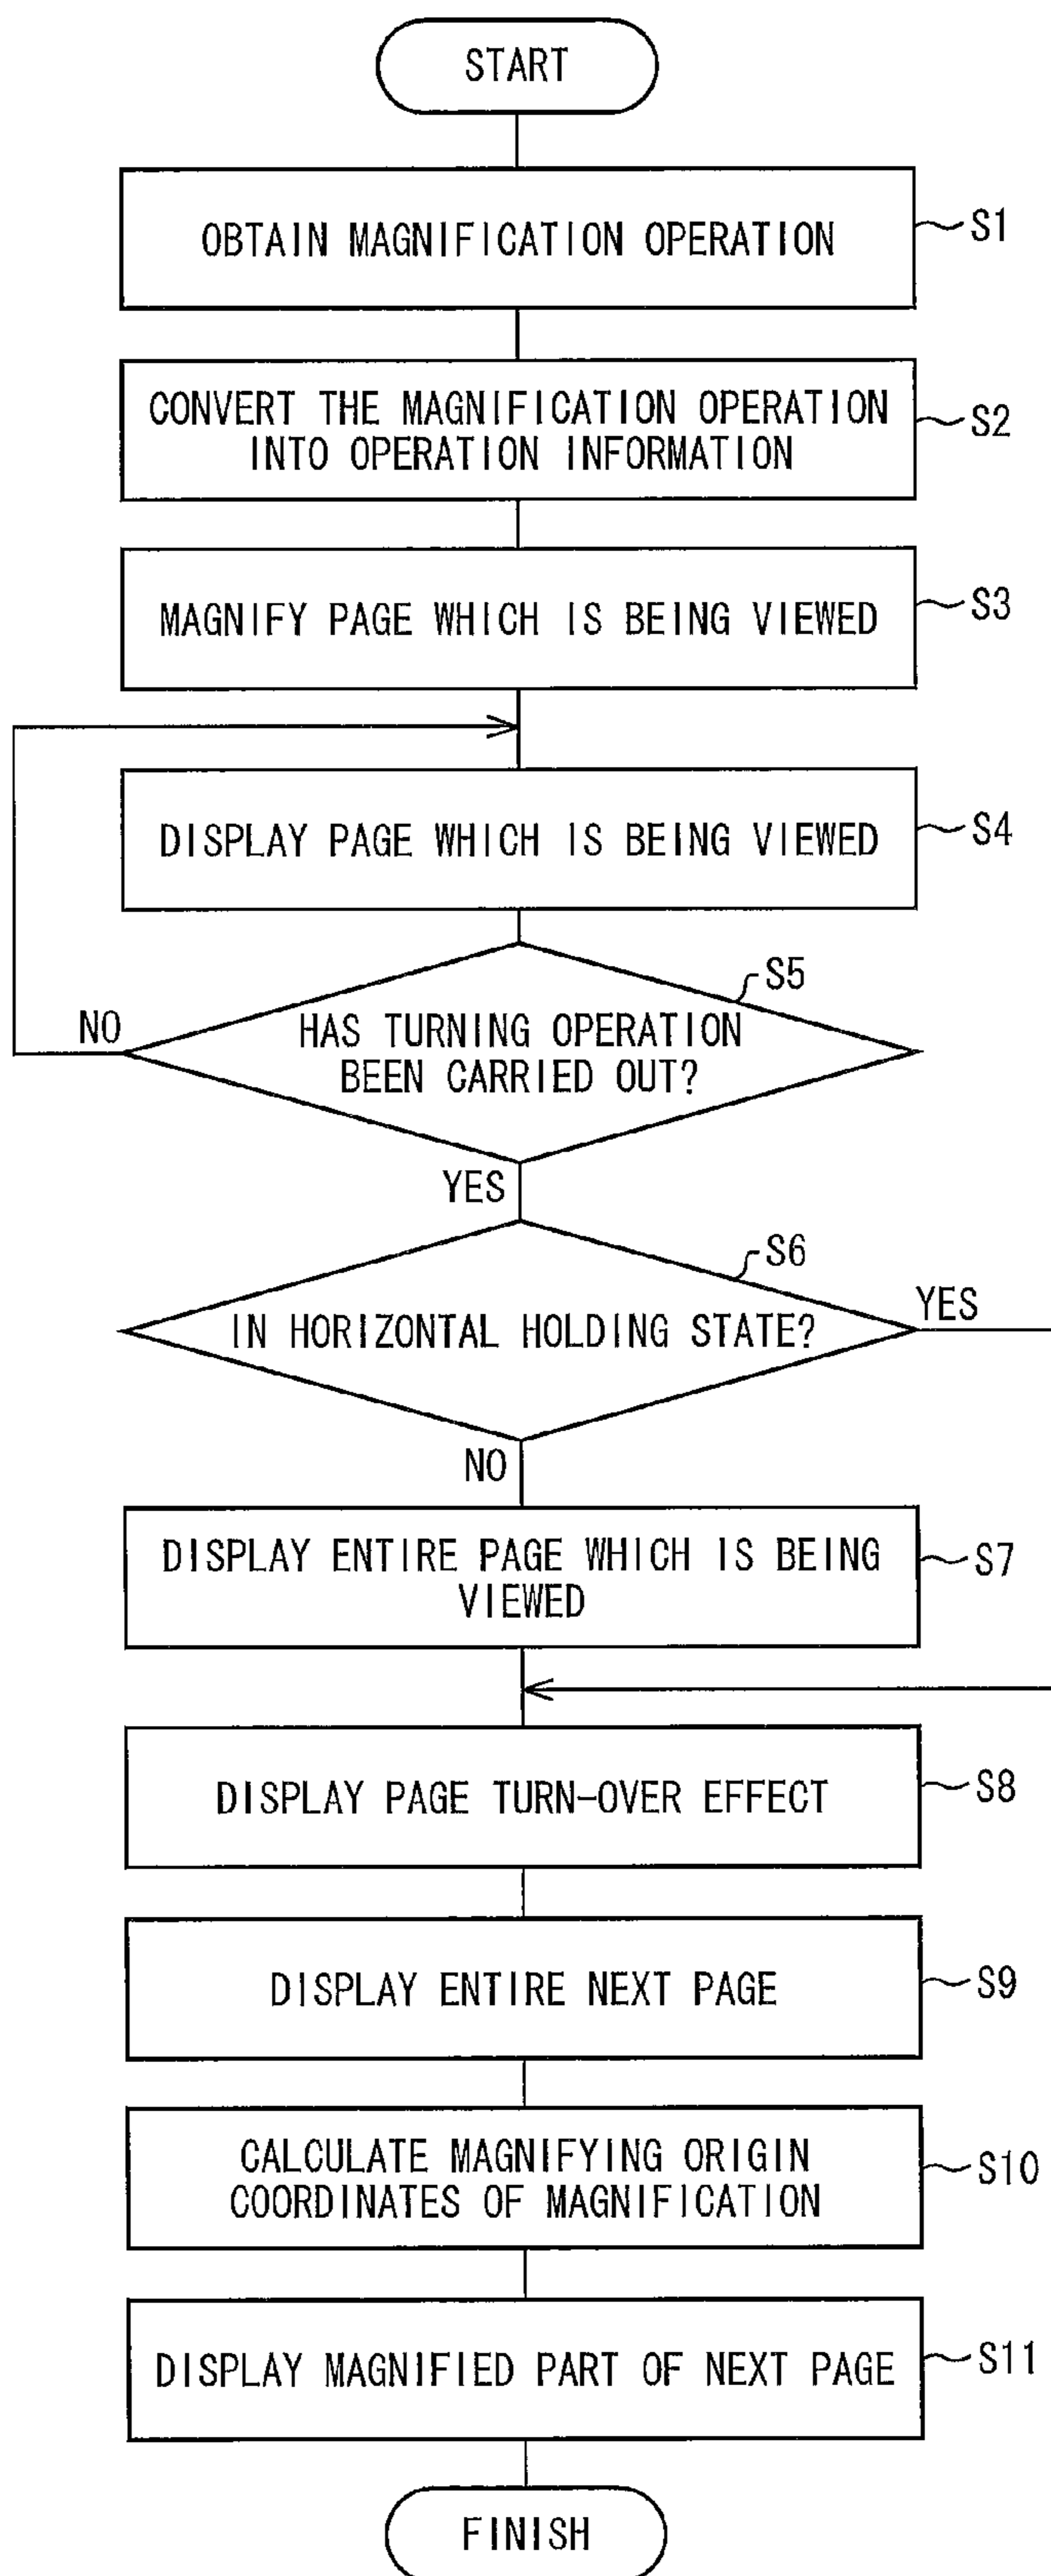 START
OBTAIN MAGNIFICATION OPERATION
S1
CONVERT THE MAGNIFICATION OPERATION
INTO OPERATION INFORMATION
S2
MAGNIFY PAGE WHICH IS BEING VIEWED
S3
DISPLAY PAGE WHICH IS BEING VIEWED
S4
S5
HAS TURNING OPERATION
BEEN CARRIED OUT?
NO
YES
S6
IN HORIZONTAL HOLDING STATE?
YES
NO
DISPLAY ENTIRE PAGE WHICH IS BEING
VIEWED
S7
DISPLAY PAGE TURN-OVER EFFECT
S8
DISPLAY ENTIRE NEXT PAGE
S9
CALCULATE MAGNIFYING ORIGIN
COORDINATES OF MAGNIFICATION
S10
DISPLAY MAGNIFIED PART OF NEXT PAGE
S11
FINISH